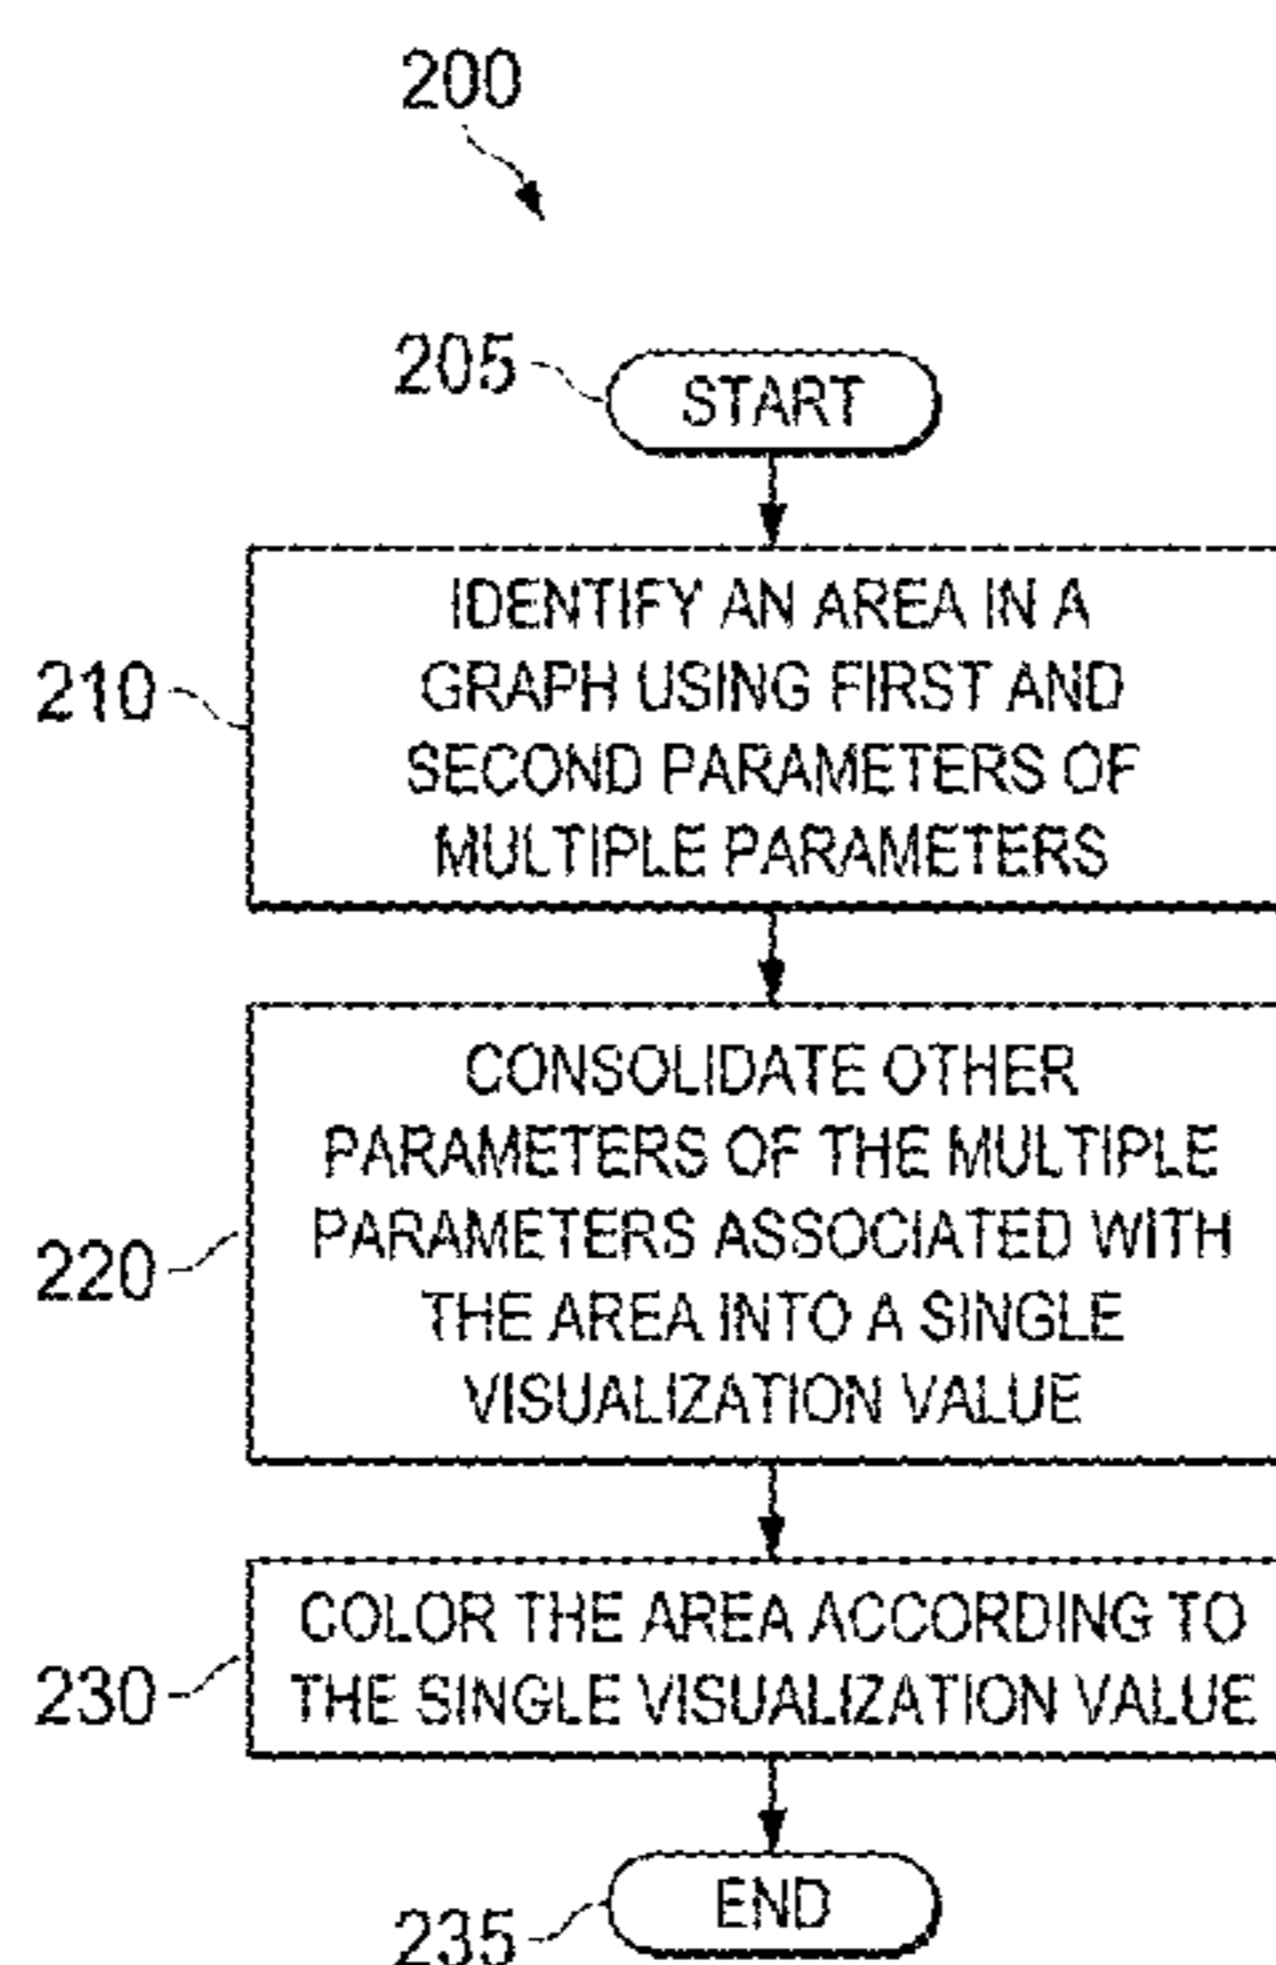 200
205
START
210
IDENTIFY AN AREA IN A
GRAPH USING FIRST AND
SECOND PARAMETERS OF
MULTIPLE PARAMETERS
220
CONSOLIDATE OTHER
PARAMETERS OF THE MULTIPLE
PARAMETERS ASSOCIATED WITH
THE AREA INTO A SINGLE
VISUALIZATION VALUE
230
COLOR THE AREA ACCORDING TO
THE SINGLE VISUALIZATION VALUE
235
END